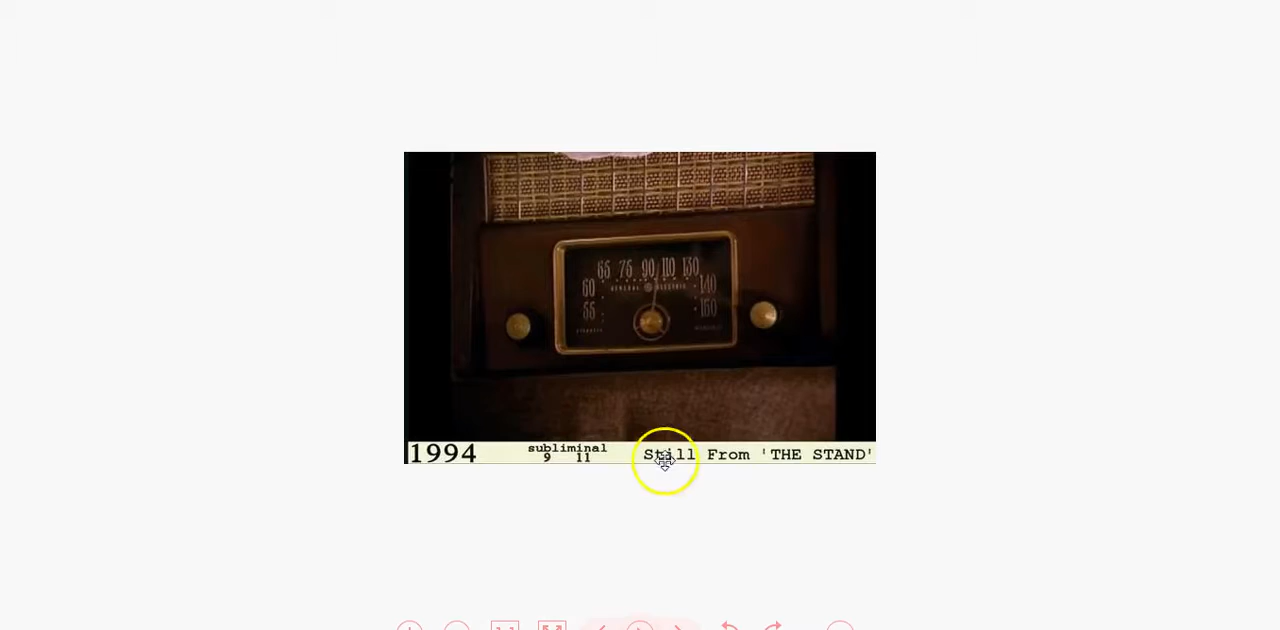 65 75 90 110 130
60 140
GENERAL ELECTRIC
55 150
1994 subliminal Still From 'THE STAND'
9 11